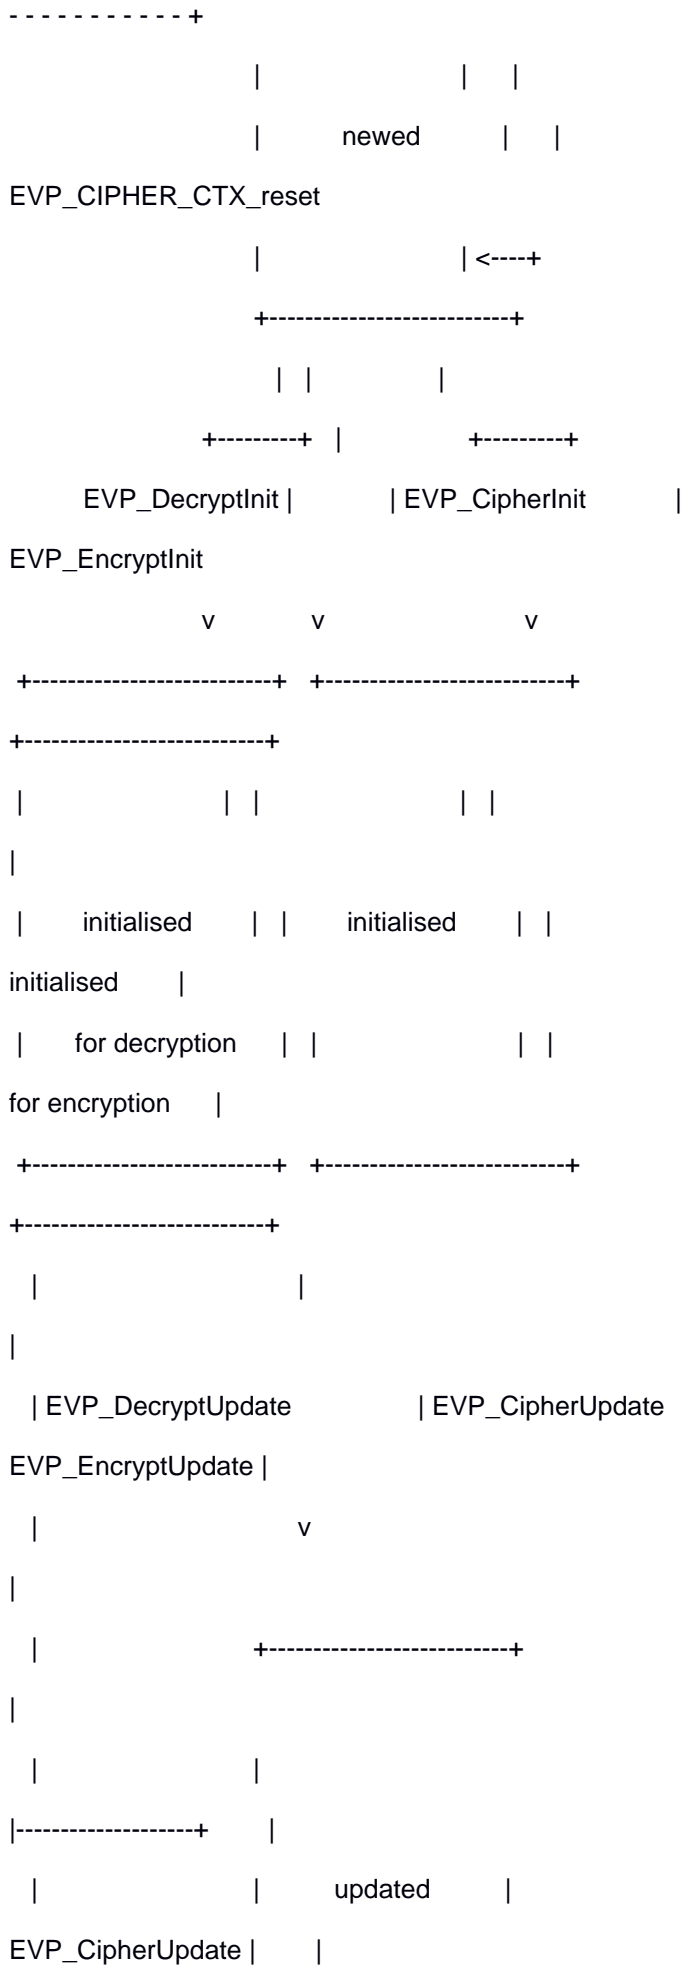 - - - - - - - - - - - +
|                          |    |
|          newed          |    |
EVP_CIPHER_CTX_reset
|                          | <----+
+---------------------------+
| |                |
+---------+  |                +---------+
EVP_DecryptInit |            | EVP_CipherInit            |
EVP_EncryptInit
v            v                          v
+---------------------------+   +---------------------------+
+---------------------------+
|                          |  |                          |  |
|
|       initialised       |  |       initialised       |  |
initialised       |
|      for decryption     |  |                          |  |
for encryption      |
+---------------------------+   +---------------------------+
+---------------------------+
|                                  |
|
| EVP_DecryptUpdate                | EVP_CipherUpdate
EVP_EncryptUpdate |
|                                  v
|
|                            +---------------------------+
|
|                            |
|--------------------+        |
|                            |         updated         |
EVP_CipherUpdate |        |